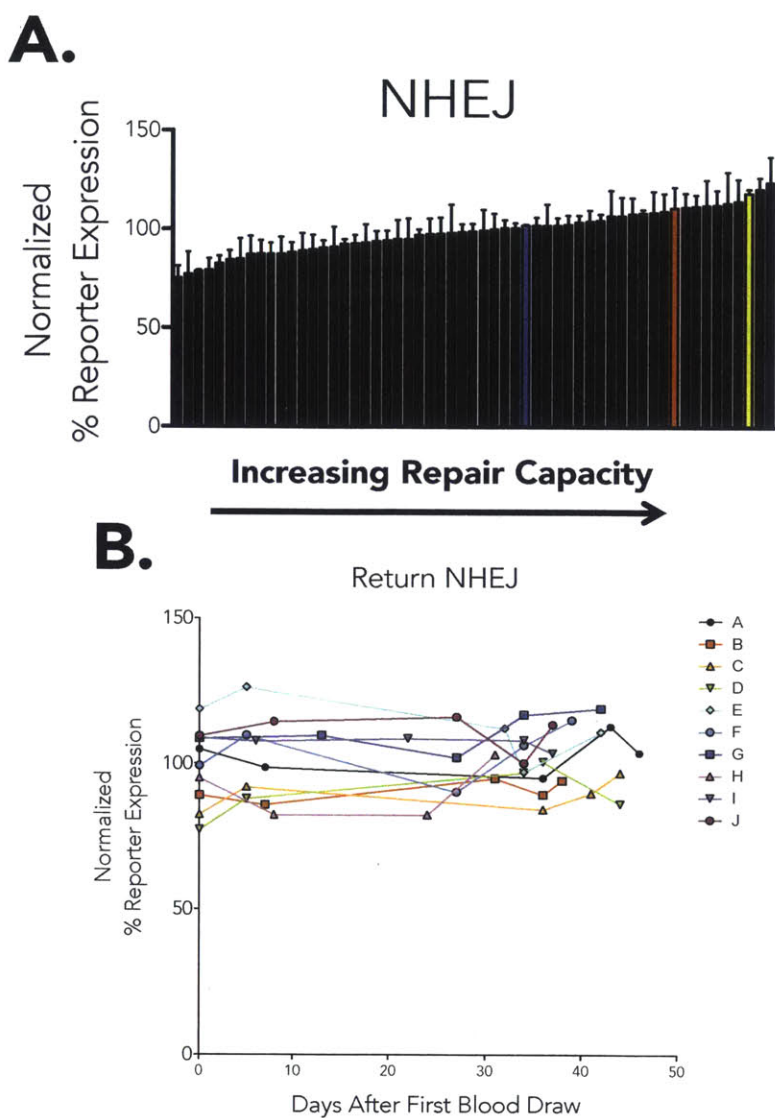 A.
NHEJ
Normalized
% Reporter Expression
150
100
50
0
Increasing Repair Capacity
B.
Return NHEJ
Normalized
% Reporter Expression
150
100
50
0
0
10
20
30
40
50
Days After First Blood Draw
A
B
C
D
E
F
G
H
I
J